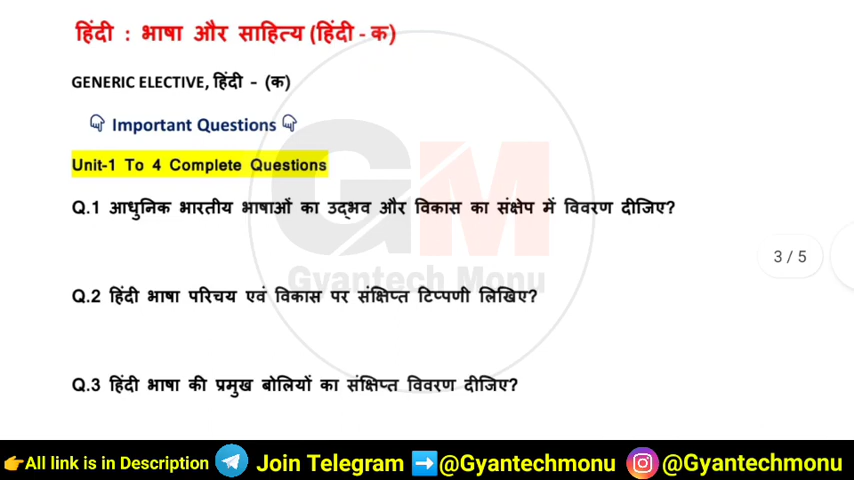 हिंदी : भाषा और साहित्य (हिंदी - क)
GENERIC ELECTIVE, हिंदी - (क)
👇 Important Questions 👇
Unit-1 To 4 Complete Questions
Q.1 आधुनिक भारतीय भाषाओं का उद्भव और विकास का संक्षेप में विवरण दीजिए?
3 / 5
GM
Gyantech Monu
Q.2 हिंदी भाषा परिचय एवं विकास पर संक्षिप्त टिप्पणी लिखिए?
Q.3 हिंदी भाषा की प्रमुख बोलियों का संक्षिप्त विवरण दीजिए?
👉All link is in Description Join Telegram ➡️@Gyantechmonu @Gyantechmonu